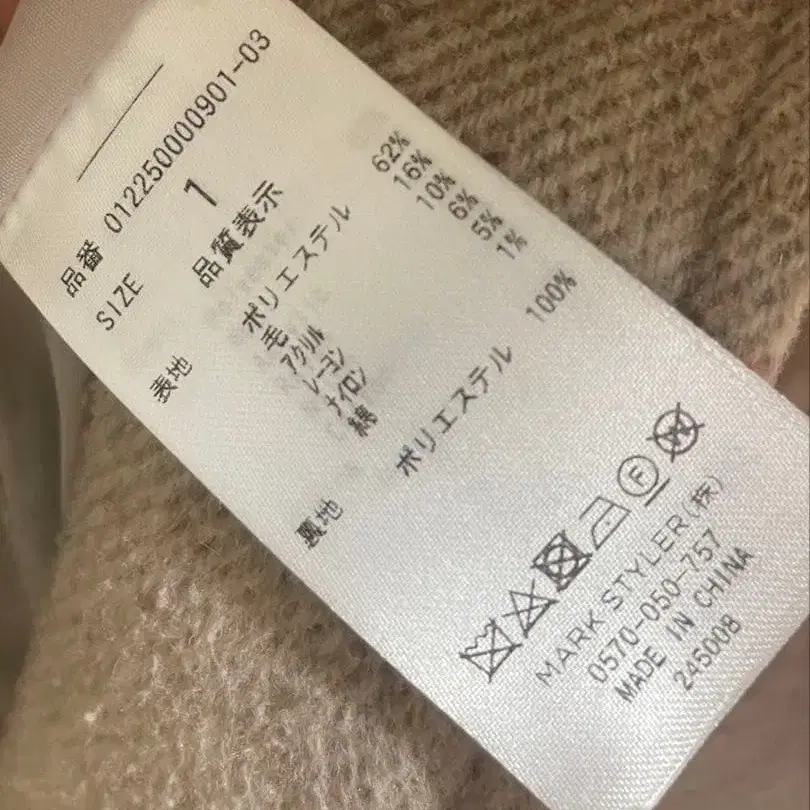 品番 012250000901-03
SIZE 1
品質表示
表地 ポリエステル 62%
毛 16%
アクリル 10%
レーヨン 6%
ナイロン 5%
綿 1%
裏地 ポリエステル 100%
MARK STYLER(株)
0570-050-757
MADE IN CHINA
245008